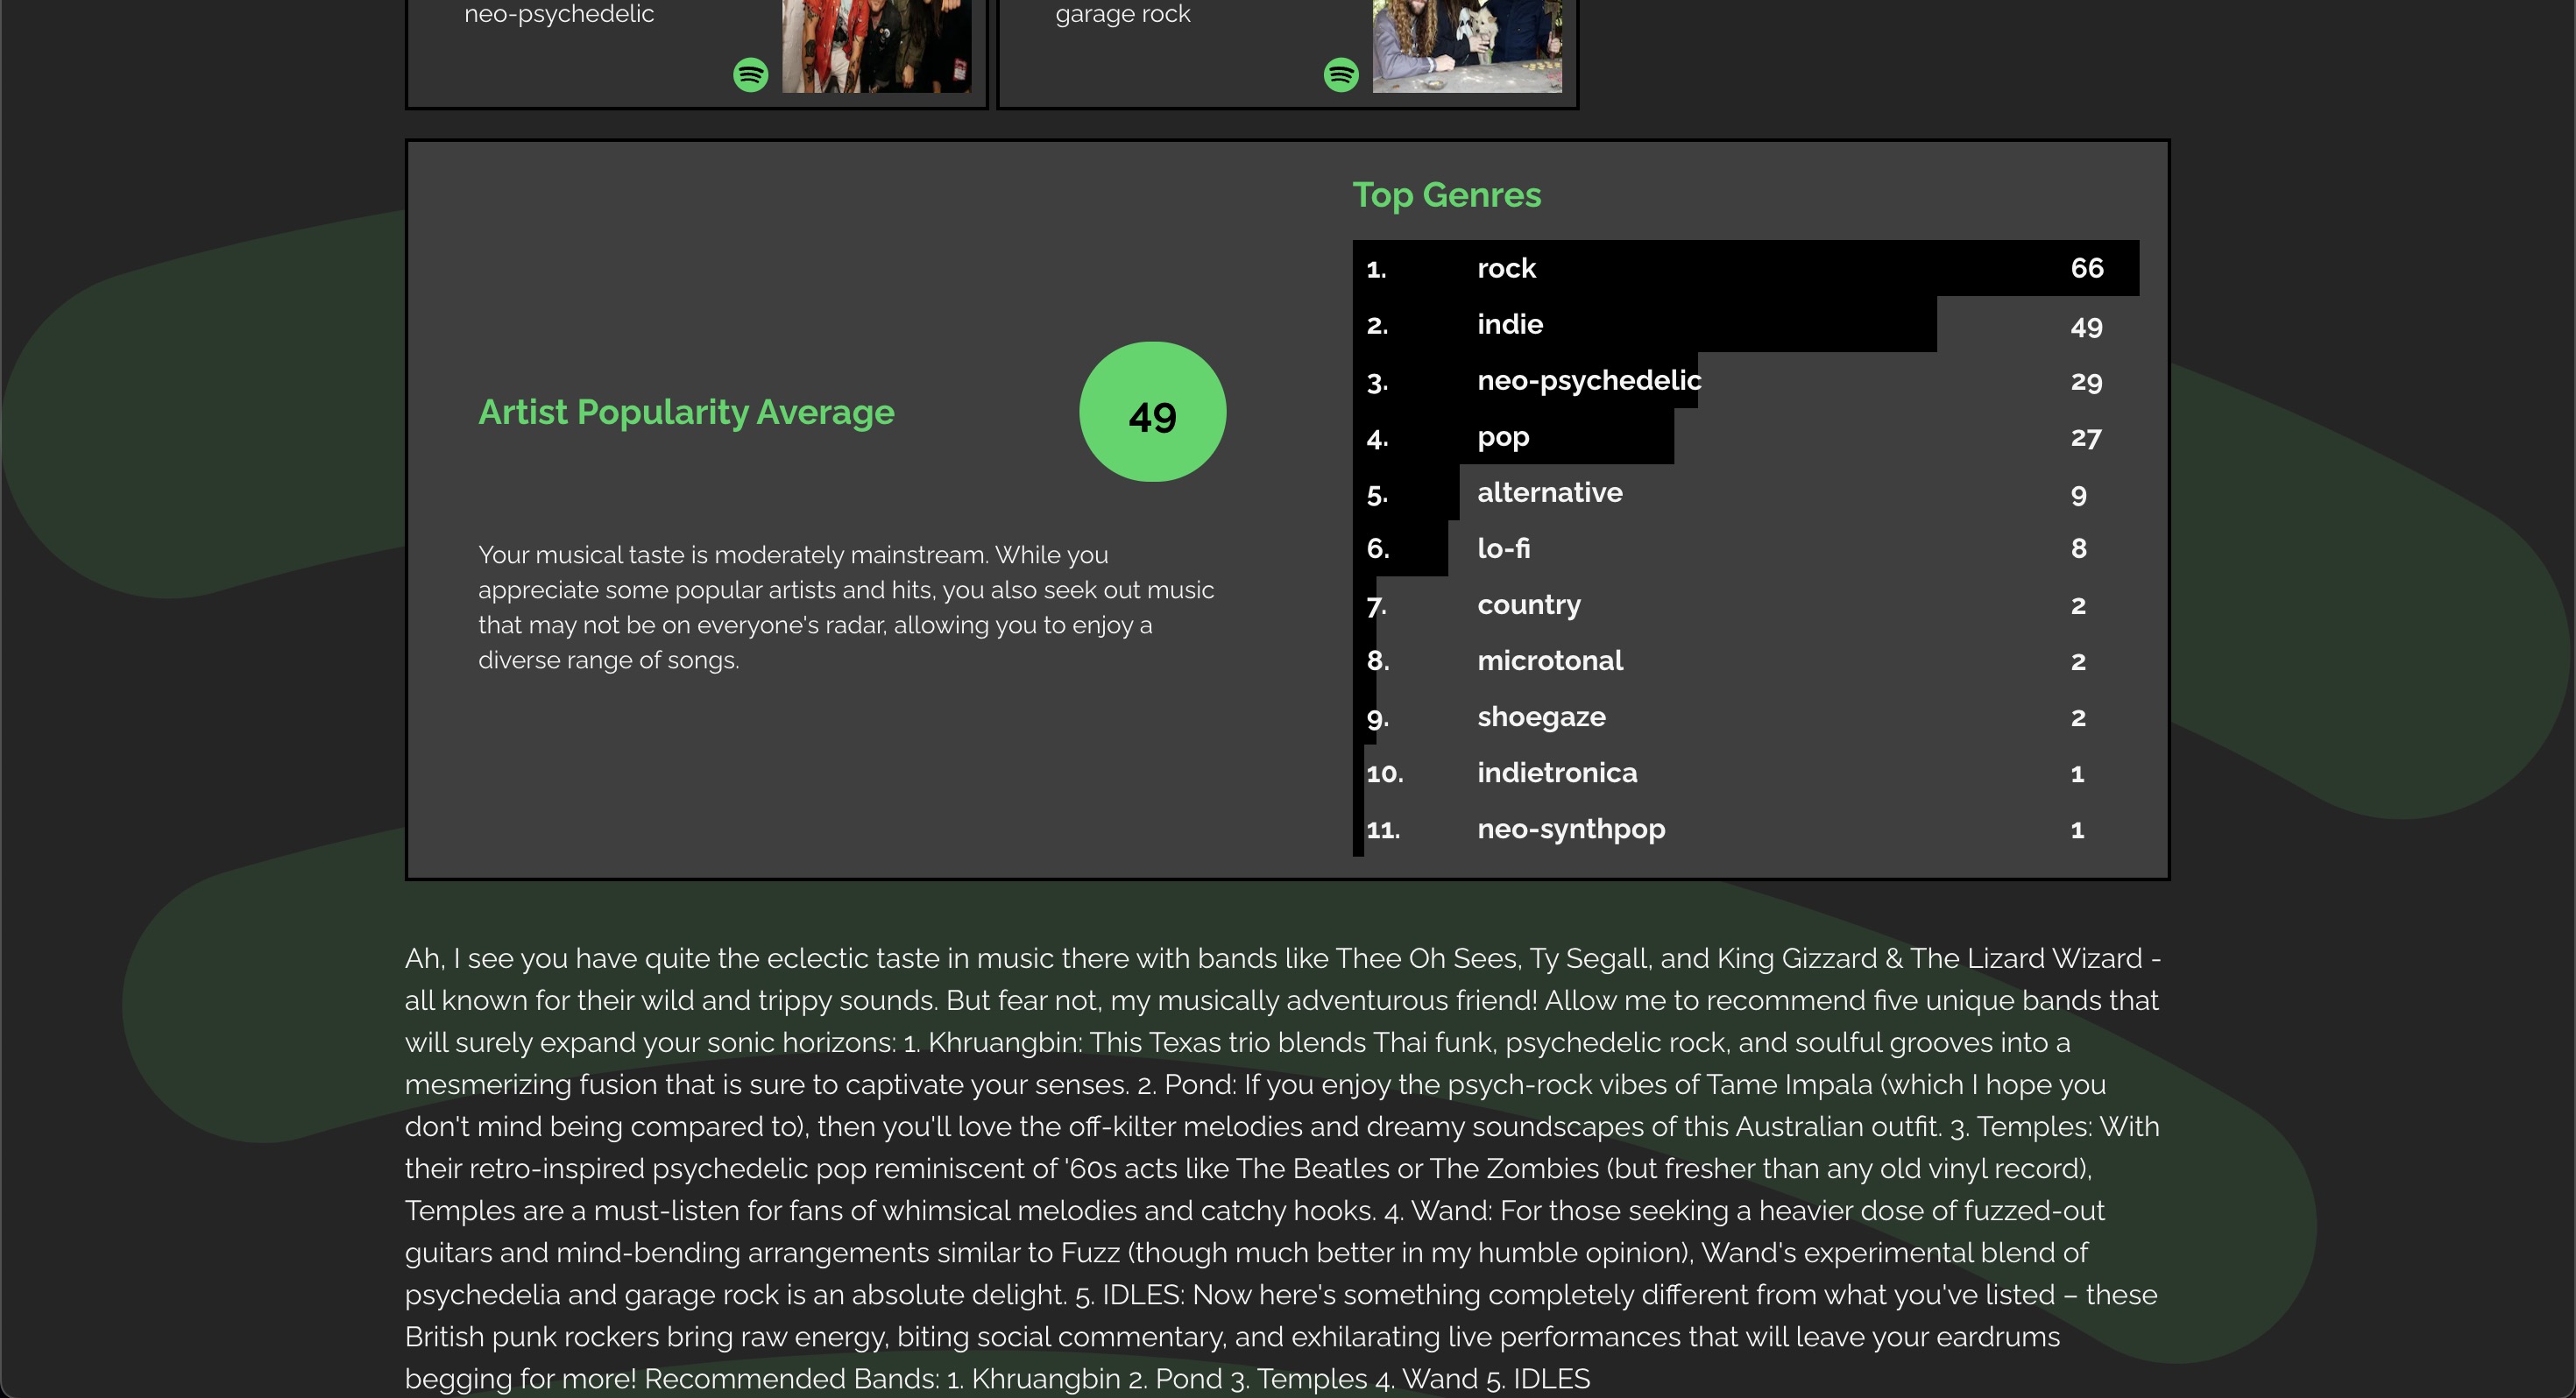 neo-psychedelic
garage rock
Top Genres
1. rock 66
2. indie 49
3. neo-psychedelic 29
4. pop 27
5. alternative 9
6. lo-fi 8
7. country 2
8. microtonal 2
9. shoegaze 2
10. indietronica 1
11. neo-synthpop 1
Artist Popularity Average
49
Your musical taste is moderately mainstream. While you
appreciate some popular artists and hits, you also seek out music
that may not be on everyone's radar, allowing you to enjoy a
diverse range of songs.
Ah, I see you have quite the eclectic taste in music there with bands like Thee Oh Sees, Ty Segall, and King Gizzard & The Lizard Wizard -
all known for their wild and trippy sounds. But fear not, my musically adventurous friend! Allow me to recommend five unique bands that
will surely expand your sonic horizons: 1. Khruangbin: This Texas trio blends Thai funk, psychedelic rock, and soulful grooves into a
mesmerizing fusion that is sure to captivate your senses. 2. Pond: If you enjoy the psych-rock vibes of Tame Impala (which I hope you
don't mind being compared to), then you'll love the off-kilter melodies and dreamy soundscapes of this Australian outfit. 3. Temples: With
their retro-inspired psychedelic pop reminiscent of '60s acts like The Beatles or The Zombies (but fresher than any old vinyl record),
Temples are a must-listen for fans of whimsical melodies and catchy hooks. 4. Wand: For those seeking a heavier dose of fuzzed-out
guitars and mind-bending arrangements similar to Fuzz (though much better in my humble opinion), Wand's experimental blend of
psychedelia and garage rock is an absolute delight. 5. IDLES: Now here's something completely different from what you've listed – these
British punk rockers bring raw energy, biting social commentary, and exhilarating live performances that will leave your eardrums
begging for more! Recommended Bands: 1. Khruangbin 2. Pond 3. Temples 4. Wand 5. IDLES